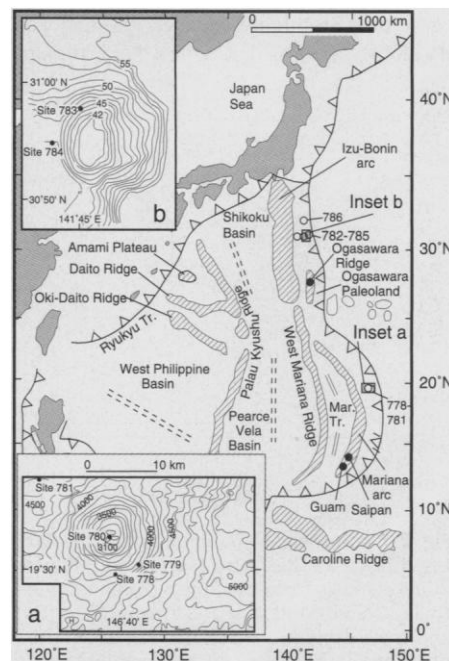 0 1000 km
55
31°00' N
50
Site 783
45
42
Site 784
30°50' N
141°45' E
b
Japan
Sea
40°N
Izu-Bonin
arc
Shikoku
Basin
786
Inset b
782-785
30°N
Amami Plateau
Ogasawara
Ridge
Daito Ridge
Ogasawara
Paleoland
Oki-Daito Ridge
Ryukyu Tr.
Palau Kyushu Ridge
West Mariana Ridge
Inset a
West Philippine
Basin
20°N
778
781
Mar.
Tr.
Pearce
Vela
Basin
Mariana
arc
Guam
Saipan
10°N
Caroline Ridge
0 10 km
Site 781
4500
4000
3500
4000
4500
Site 780
3100
Site 779
19°30' N
Site 778
5000
a
146°40' E
0°
120°E 130°E 140°E 150°E